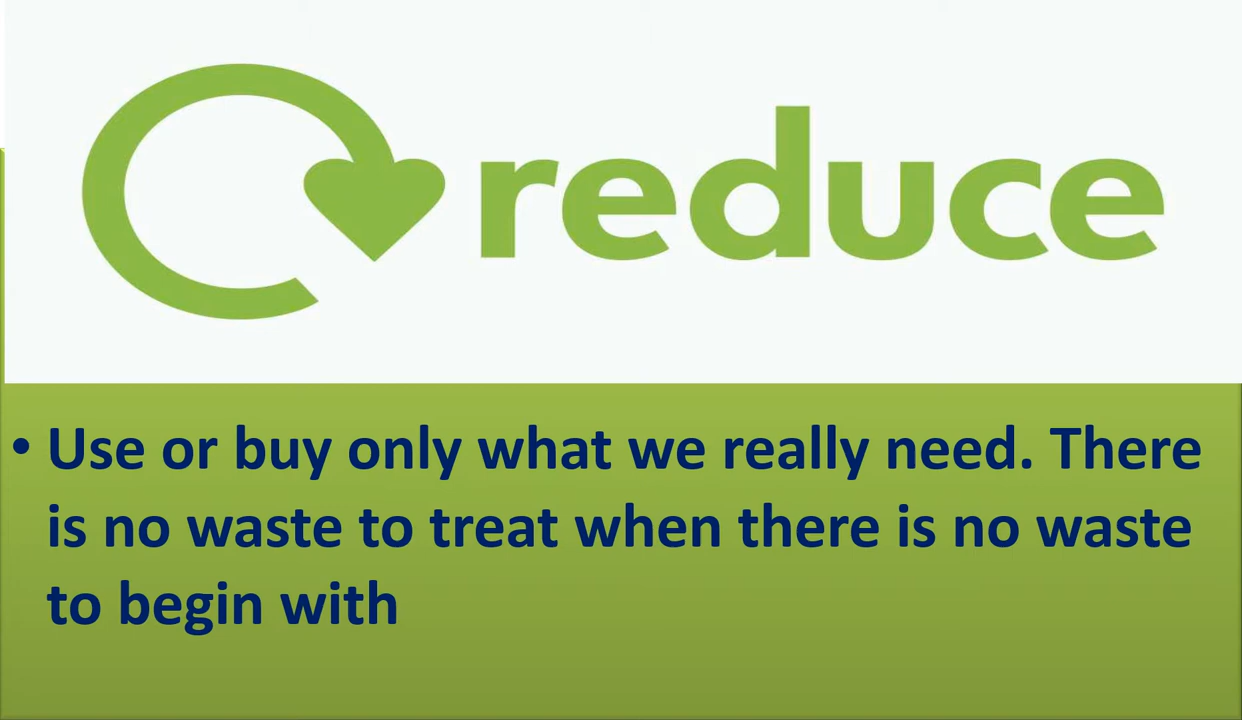 reduce
• Use or buy only what we really need. There
is no waste to treat when there is no waste
to begin with